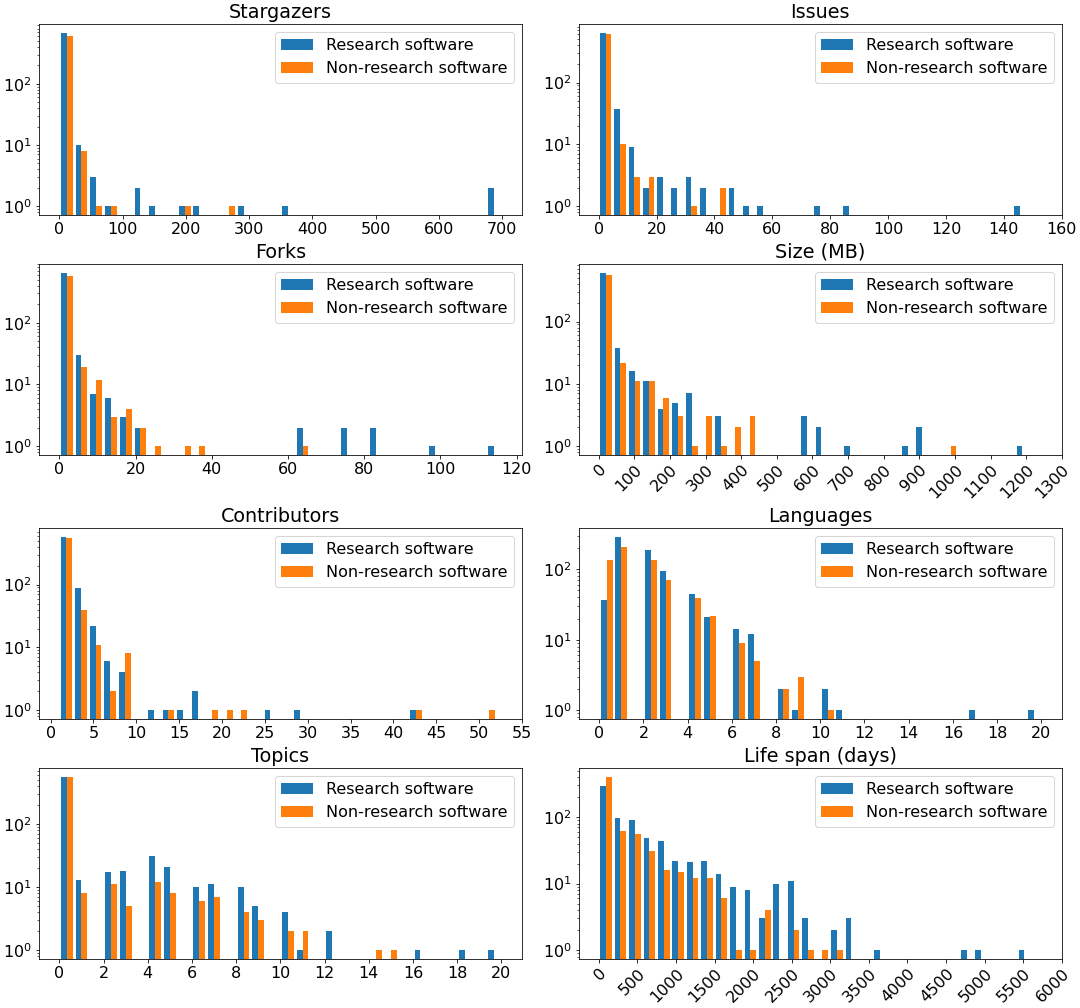 Stargazers
Research software
Non-research software
10²
10¹
10⁰
0 100 200 300 400 500 600 700
Issues
Research software
Non-research software
10²
10¹
10⁰
0 20 40 60 80 100 120 140 160
Forks
Research software
Non-research software
10²
10¹
10⁰
0 20 40 60 80 100 120
Size (MB)
Research software
Non-research software
10²
10¹
10⁰
0 100 200 300 400 500 600 700 800 900 1000 1100 1200 1300
Contributors
Research software
Non-research software
10²
10¹
10⁰
0 5 10 15 20 25 30 35 40 45 50 55
Languages
Research software
Non-research software
10²
10¹
10⁰
0 2 4 6 8 10 12 14 16 18 20
Topics
Research software
Non-research software
10²
10¹
10⁰
0 2 4 6 8 10 12 14 16 18 20
Life span (days)
Research software
Non-research software
10²
10¹
10⁰
0 500 1000 1500 2000 2500 3000 3500 4000 4500 5000 5500 6000